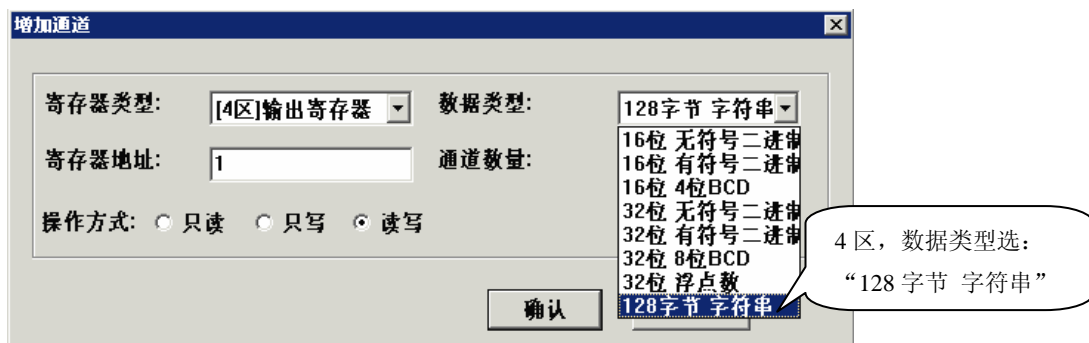 增加通道
寄存器类型: [4区]输出寄存器 数据类型: 128字节 字符串
16位 无符号二进制
16位 有符号二进制
寄存器地址: 1 通道数量:
16位 4位BCD
32位 无符号二进制
操作方式: 只读 只写 读写
32位 有符号二进制
32位 8位BCD
32位 浮点数
128字节 字符串
确认
4 区，数据类型选：
“128 字节 字符串”